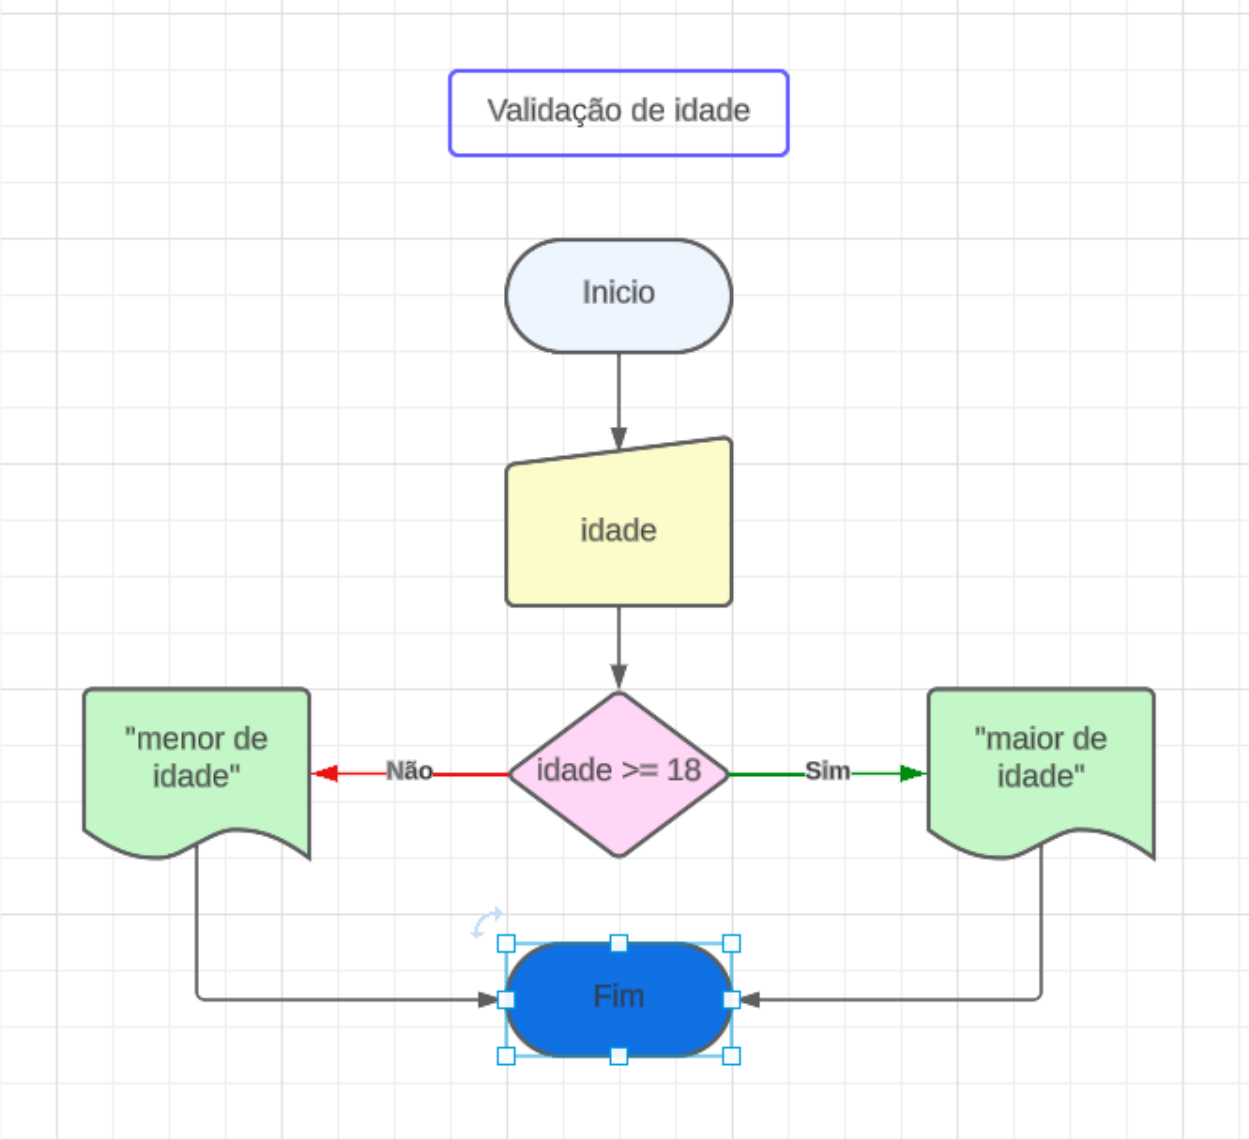 Validação de idade
Inicio
idade
"menor de
idade"
Não
idade >= 18
Sim
"maior de
idade"
Fim